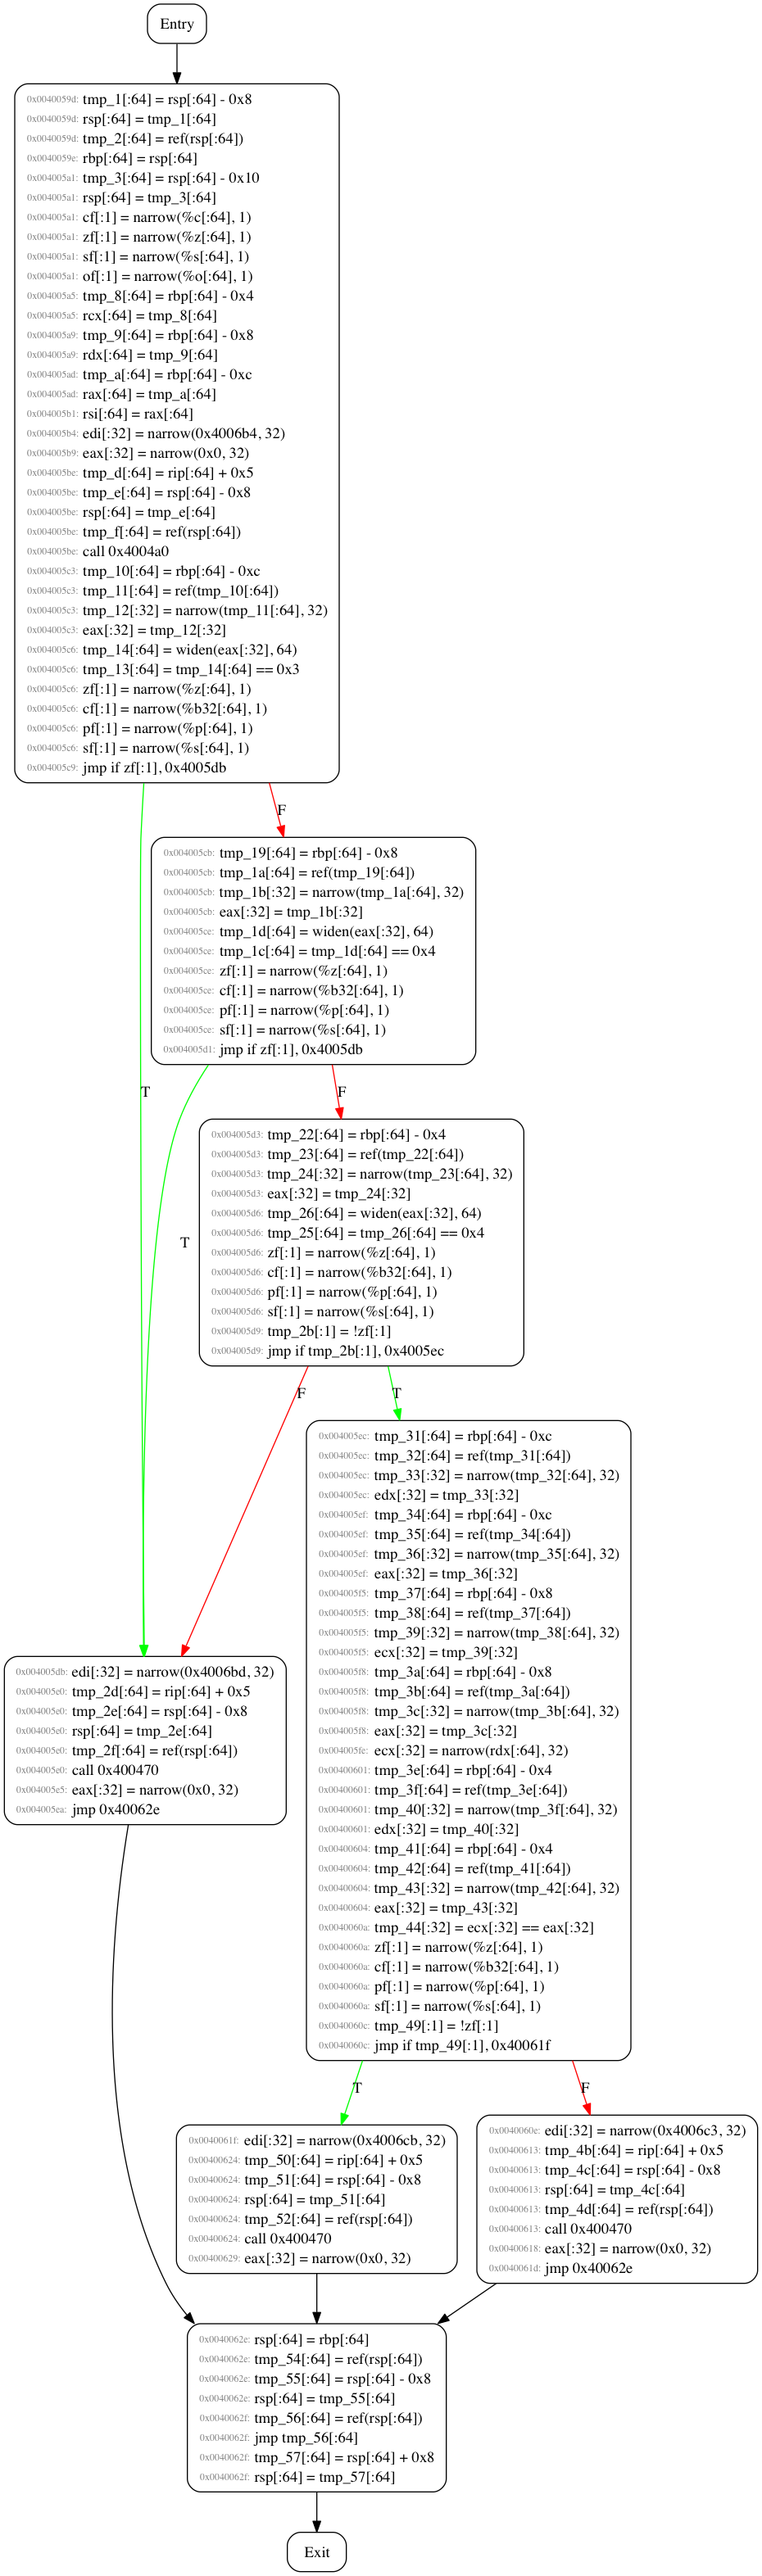 Entry
0x0040059d: tmp_1[:64] = rsp[:64] - 0x8
0x0040059d: rsp[:64] = tmp_1[:64]
0x0040059d: tmp_2[:64] = ref(rsp[:64])
0x0040059e: rbp[:64] = rsp[:64]
0x004005a1: tmp_3[:64] = rsp[:64] - 0x10
0x004005a1: rsp[:64] = tmp_3[:64]
0x004005a1: cf[:1] = narrow(%c[:64], 1)
0x004005a1: zf[:1] = narrow(%z[:64], 1)
0x004005a1: sf[:1] = narrow(%s[:64], 1)
0x004005a1: of[:1] = narrow(%o[:64], 1)
0x004005a5: tmp_8[:64] = rbp[:64] - 0x4
0x004005a5: rcx[:64] = tmp_8[:64]
0x004005a9: tmp_9[:64] = rbp[:64] - 0x8
0x004005a9: rdx[:64] = tmp_9[:64]
0x004005ad: tmp_a[:64] = rbp[:64] - 0xc
0x004005ad: rax[:64] = tmp_a[:64]
0x004005b1: rsi[:64] = rax[:64]
0x004005b4: edi[:32] = narrow(0x4006b4, 32)
0x004005b9: eax[:32] = narrow(0x0, 32)
0x004005be: tmp_d[:64] = rip[:64] + 0x5
0x004005be: tmp_e[:64] = rsp[:64] - 0x8
0x004005be: rsp[:64] = tmp_e[:64]
0x004005be: tmp_f[:64] = ref(rsp[:64])
0x004005be: call 0x4004a0
0x004005c3: tmp_10[:64] = rbp[:64] - 0xc
0x004005c3: tmp_11[:64] = ref(tmp_10[:64])
0x004005c3: tmp_12[:32] = narrow(tmp_11[:64], 32)
0x004005c3: eax[:32] = tmp_12[:32]
0x004005c6: tmp_14[:64] = widen(eax[:32], 64)
0x004005c6: tmp_13[:64] = tmp_14[:64] == 0x3
0x004005c6: zf[:1] = narrow(%z[:64], 1)
0x004005c6: cf[:1] = narrow(%b32[:64], 1)
0x004005c6: pf[:1] = narrow(%p[:64], 1)
0x004005c6: sf[:1] = narrow(%s[:64], 1)
0x004005c9: jmp if zf[:1], 0x4005db
F
0x004005cb: tmp_19[:64] = rbp[:64] - 0x8
0x004005cb: tmp_1a[:64] = ref(tmp_19[:64])
0x004005cb: tmp_1b[:32] = narrow(tmp_1a[:64], 32)
0x004005cb: eax[:32] = tmp_1b[:32]
0x004005ce: tmp_1d[:64] = widen(eax[:32], 64)
0x004005ce: tmp_1c[:64] = tmp_1d[:64] == 0x4
0x004005ce: zf[:1] = narrow(%z[:64], 1)
0x004005ce: cf[:1] = narrow(%b32[:64], 1)
0x004005ce: pf[:1] = narrow(%p[:64], 1)
0x004005ce: sf[:1] = narrow(%s[:64], 1)
0x004005d1: jmp if zf[:1], 0x4005db
T
F
0x004005d3: tmp_22[:64] = rbp[:64] - 0x4
0x004005d3: tmp_23[:64] = ref(tmp_22[:64])
0x004005d3: tmp_24[:32] = narrow(tmp_23[:64], 32)
0x004005d3: eax[:32] = tmp_24[:32]
0x004005d6: tmp_26[:64] = widen(eax[:32], 64)
0x004005d6: tmp_25[:64] = tmp_26[:64] == 0x4
0x004005d6: zf[:1] = narrow(%z[:64], 1)
0x004005d6: cf[:1] = narrow(%b32[:64], 1)
0x004005d6: pf[:1] = narrow(%p[:64], 1)
0x004005d6: sf[:1] = narrow(%s[:64], 1)
0x004005d9: tmp_2b[:1] = !zf[:1]
0x004005d9: jmp if tmp_2b[:1], 0x4005ec
T
F
T
0x004005ec: tmp_31[:64] = rbp[:64] - 0xc
0x004005ec: tmp_32[:64] = ref(tmp_31[:64])
0x004005ec: tmp_33[:32] = narrow(tmp_32[:64], 32)
0x004005ec: edx[:32] = tmp_33[:32]
0x004005ef: tmp_34[:64] = rbp[:64] - 0xc
0x004005ef: tmp_35[:64] = ref(tmp_34[:64])
0x004005ef: tmp_36[:32] = narrow(tmp_35[:64], 32)
0x004005ef: eax[:32] = tmp_36[:32]
0x004005f5: tmp_37[:64] = rbp[:64] - 0x8
0x004005f5: tmp_38[:64] = ref(tmp_37[:64])
0x004005f5: tmp_39[:32] = narrow(tmp_38[:64], 32)
0x004005f5: ecx[:32] = tmp_39[:32]
0x004005f8: tmp_3a[:64] = rbp[:64] - 0x8
0x004005f8: tmp_3b[:64] = ref(tmp_3a[:64])
0x004005f8: tmp_3c[:32] = narrow(tmp_3b[:64], 32)
0x004005f8: eax[:32] = tmp_3c[:32]
0x004005fe: ecx[:32] = narrow(rdx[:64], 32)
0x00400601: tmp_3e[:64] = rbp[:64] - 0x4
0x00400601: tmp_3f[:64] = ref(tmp_3e[:64])
0x00400601: tmp_40[:32] = narrow(tmp_3f[:64], 32)
0x00400601: edx[:32] = tmp_40[:32]
0x00400604: tmp_41[:64] = rbp[:64] - 0x4
0x00400604: tmp_42[:64] = ref(tmp_41[:64])
0x00400604: tmp_43[:32] = narrow(tmp_42[:64], 32)
0x00400604: eax[:32] = tmp_43[:32]
0x0040060a: tmp_44[:32] = ecx[:32] == eax[:32]
0x0040060a: zf[:1] = narrow(%z[:64], 1)
0x0040060a: cf[:1] = narrow(%b32[:64], 1)
0x0040060a: pf[:1] = narrow(%p[:64], 1)
0x0040060a: sf[:1] = narrow(%s[:64], 1)
0x0040060c: tmp_49[:1] = !zf[:1]
0x0040060c: jmp if tmp_49[:1], 0x40061f
0x004005db: edi[:32] = narrow(0x4006bd, 32)
0x004005e0: tmp_2d[:64] = rip[:64] + 0x5
0x004005e0: tmp_2e[:64] = rsp[:64] - 0x8
0x004005e0: rsp[:64] = tmp_2e[:64]
0x004005e0: tmp_2f[:64] = ref(rsp[:64])
0x004005e0: call 0x400470
0x004005e5: eax[:32] = narrow(0x0, 32)
0x004005ea: jmp 0x40062e
T
F
0x0040061f: edi[:32] = narrow(0x4006cb, 32)
0x00400624: tmp_50[:64] = rip[:64] + 0x5
0x00400624: tmp_51[:64] = rsp[:64] - 0x8
0x00400624: rsp[:64] = tmp_51[:64]
0x00400624: tmp_52[:64] = ref(rsp[:64])
0x00400624: call 0x400470
0x00400629: eax[:32] = narrow(0x0, 32)
0x0040060e: edi[:32] = narrow(0x4006c3, 32)
0x00400613: tmp_4b[:64] = rip[:64] + 0x5
0x00400613: tmp_4c[:64] = rsp[:64] - 0x8
0x00400613: rsp[:64] = tmp_4c[:64]
0x00400613: tmp_4d[:64] = ref(rsp[:64])
0x00400613: call 0x400470
0x00400618: eax[:32] = narrow(0x0, 32)
0x0040061d: jmp 0x40062e
0x0040062e: rsp[:64] = rbp[:64]
0x0040062e: tmp_54[:64] = ref(rsp[:64])
0x0040062e: tmp_55[:64] = rsp[:64] - 0x8
0x0040062e: rsp[:64] = tmp_55[:64]
0x0040062f: tmp_56[:64] = ref(rsp[:64])
0x0040062f: jmp tmp_56[:64]
0x0040062f: tmp_57[:64] = rsp[:64] + 0x8
0x0040062f: rsp[:64] = tmp_57[:64]
Exit